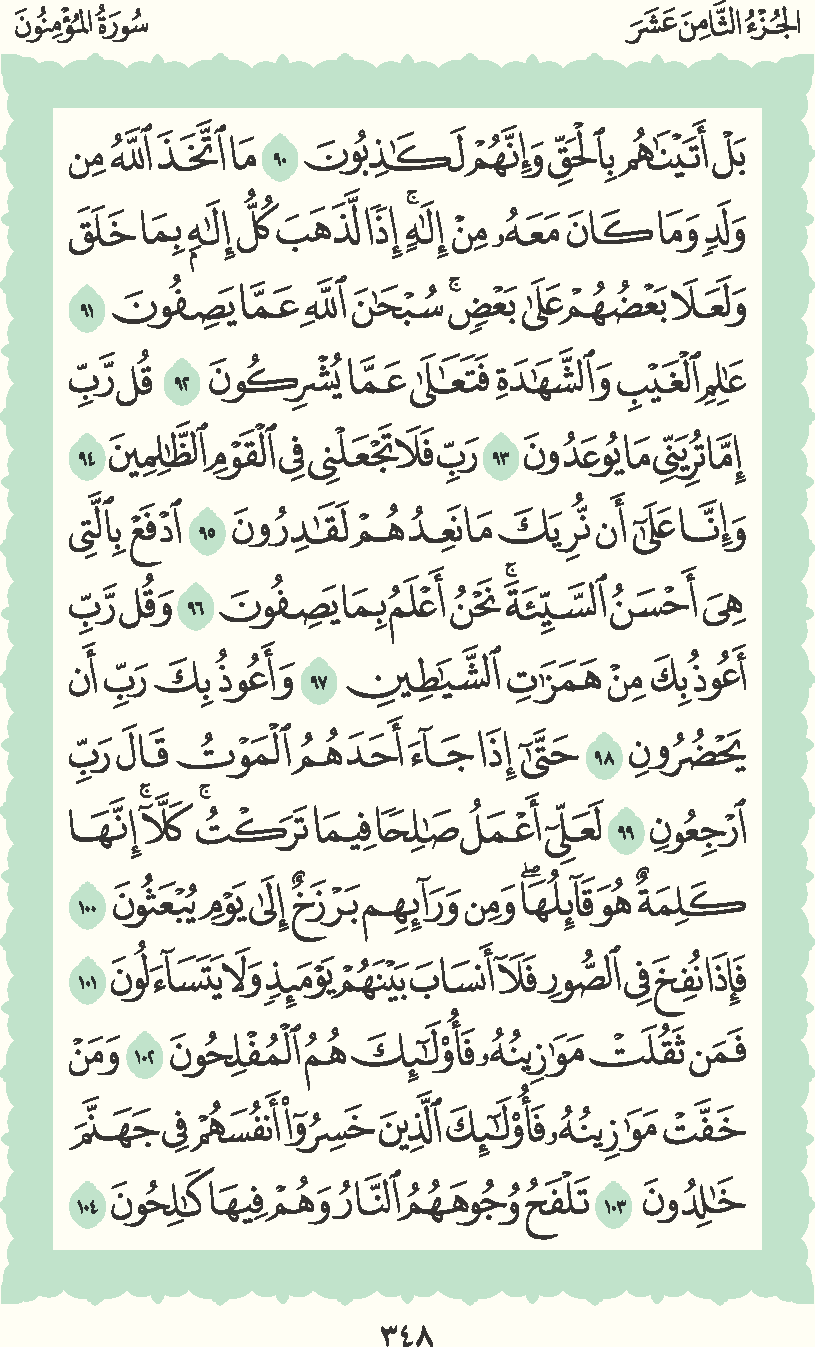 الجُزْءُ الثَّامِنَ عَشَرَ
سُورَةُ المُؤْمِنُونَ
بَلْ أَتَيْنَٰهُم بِٱلْحَقِّ وَإِنَّهُمْ لَكَٰذِبُونَ ٩٠ مَا ٱتَّخَذَ ٱللَّهُ مِن
وَلَدٍ وَمَا كَانَ مَعَهُۥ مِنْ إِلَٰهٍ ۚ إِذًا لَّذَهَبَ كُلُّ إِلَٰهٍۭ بِمَا خَلَقَ
وَلَعَلَا بَعْضُهُمْ عَلَىٰ بَعْضٍ ۚ سُبْحَٰنَ ٱللَّهِ عَمَّا يَصِفُونَ ٩١
عَٰلِمِ ٱلْغَيْبِ وَٱلشَّهَٰدَةِ فَتَعَٰلَىٰ عَمَّا يُشْرِكُونَ ٩٢ قُل رَّبِّ
إِمَّا تُرِيَنِّى مَا يُوعَدُونَ ٩٣ رَبِّ فَلَا تَجْعَلْنِى فِى ٱلْقَوْمِ ٱلظَّٰلِمِينَ ٩٤
وَإِنَّا عَلَىٰٓ أَن نُّرِيَكَ مَا نَعِدُهُمْ لَقَٰدِرُونَ ٩٥ ٱدْفَعْ بِٱلَّتِى
هِىَ أَحْسَنُ ٱلسَّيِّئَةَ ۚ نَحْنُ أَعْلَمُ بِمَا يَصِفُونَ ٩٦ وَقُل رَّبِّ
أَعُوذُ بِكَ مِنْ هَمَزَٰتِ ٱلشَّيَٰطِينِ ٩٧ وَأَعُوذُ بِكَ رَبِّ أَن
يَحْضُرُونِ ٩٨ حَتَّىٰٓ إِذَا جَآءَ أَحَدَهُمُ ٱلْمَوْتُ قَالَ رَبِّ
ٱرْجِعُونِ ٩٩ لَعَلِّىٓ أَعْمَلُ صَٰلِحًا فِيمَا تَرَكْتُ ۚ كَلَّآ ۚ إِنَّهَا
كَلِمَةٌ هُوَ قَآئِلُهَا ۖ وَمِن وَرَآئِهِم بَرْزَخٌ إِلَىٰ يَوْمِ يُبْعَثُونَ ١٠٠
فَإِذَا نُفِخَ فِى ٱلصُّورِ فَلَآ أَنسَابَ بَيْنَهُمْ يَوْمَئِذٍ وَلَا يَتَسَآءَلُونَ ١٠١
فَمَن ثَقُلَتْ مَوَٰزِينُهُۥ فَأُو۟لَٰٓئِكَ هُمُ ٱلْمُفْلِحُونَ ١٠٢ وَمَنْ
خَفَّتْ مَوَٰزِينُهُۥ فَأُو۟لَٰٓئِكَ ٱلَّذِينَ خَسِرُوٓا۟ أَنفُسَهُمْ فِى جَهَنَّمَ
خَٰلِدُونَ ١٠٣ تَلْفَحُ وُجُوهَهُمُ ٱلنَّارُ وَهُمْ فِيهَا كَٰلِحُونَ ١٠٤
٣٤٨